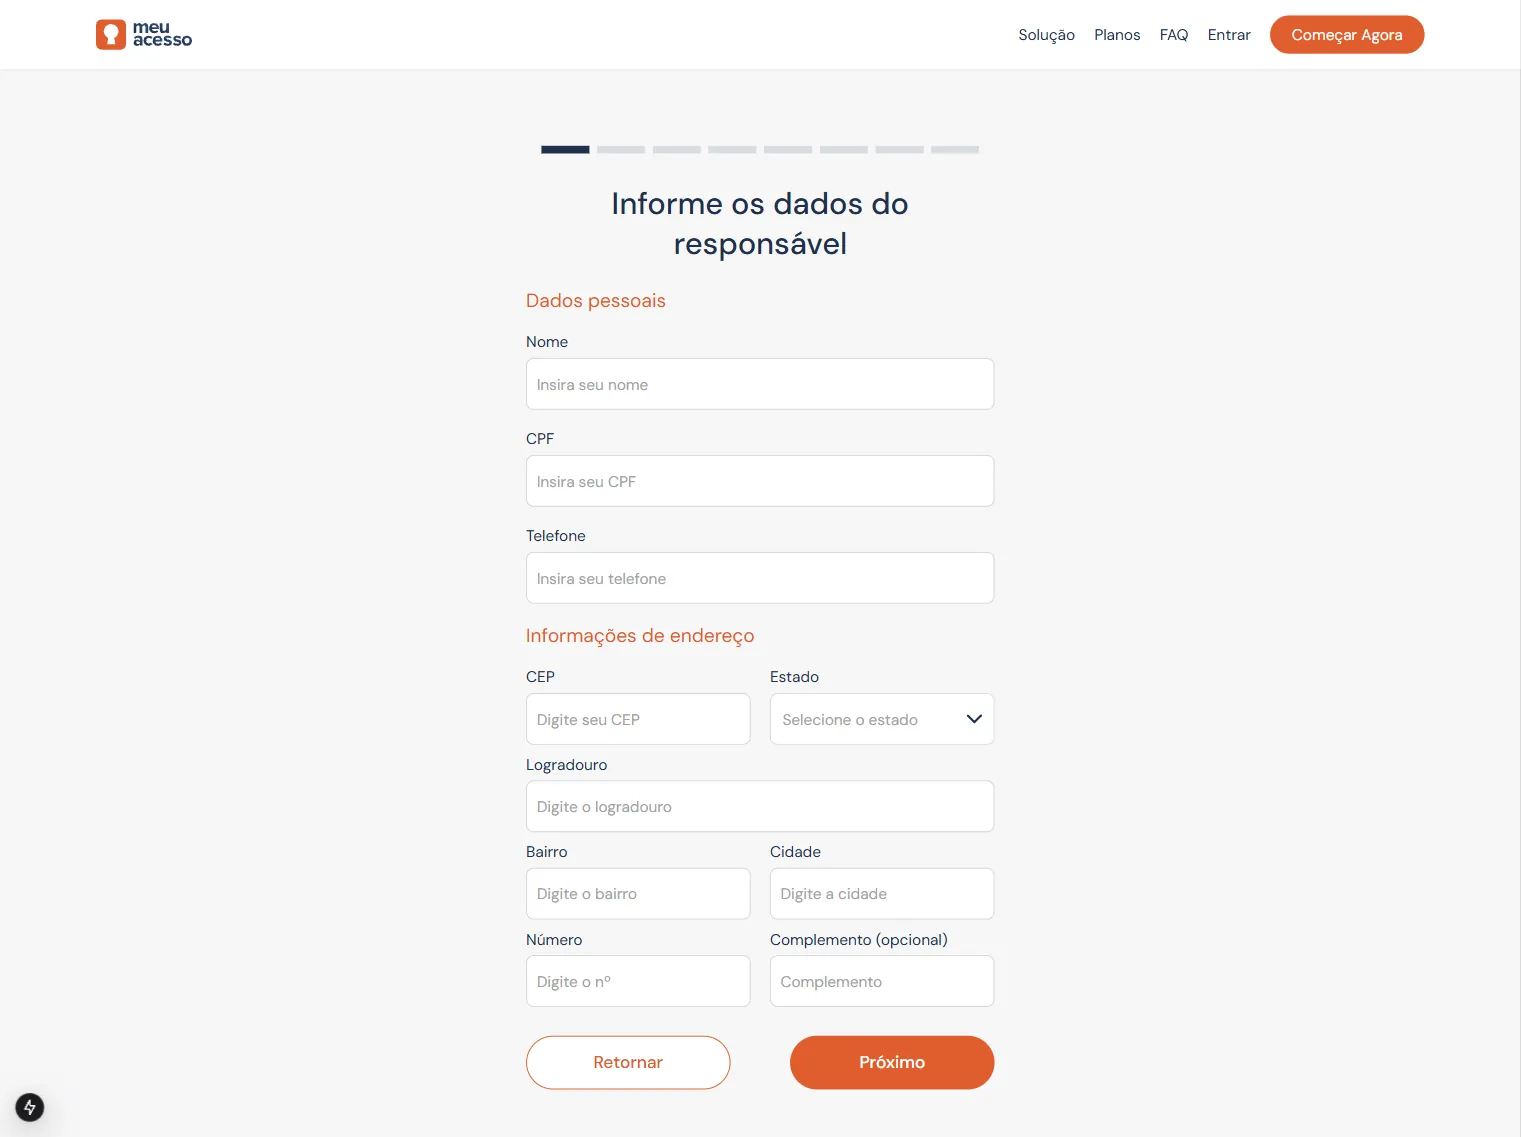 meu
acesso
Solução Planos FAQ Entrar Começar Agora
Informe os dados do
responsável
Dados pessoais
Nome
Insira seu nome
CPF
Insira seu CPF
Telefone
Insira seu telefone
Informações de endereço
CEP Estado
Digite seu CEP Selecione o estado
Logradouro
Digite o logradouro
Bairro Cidade
Digite o bairro Digite a cidade
Número Complemento (opcional)
Digite o nº Complemento
Retornar Próximo